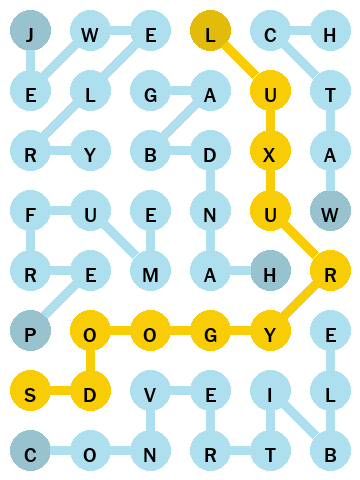 J W E L C H
E L G A U T
R Y B D X A
F U E N U W
R E M A H R
P O O G Y E
S D V E I L
C O N R T B